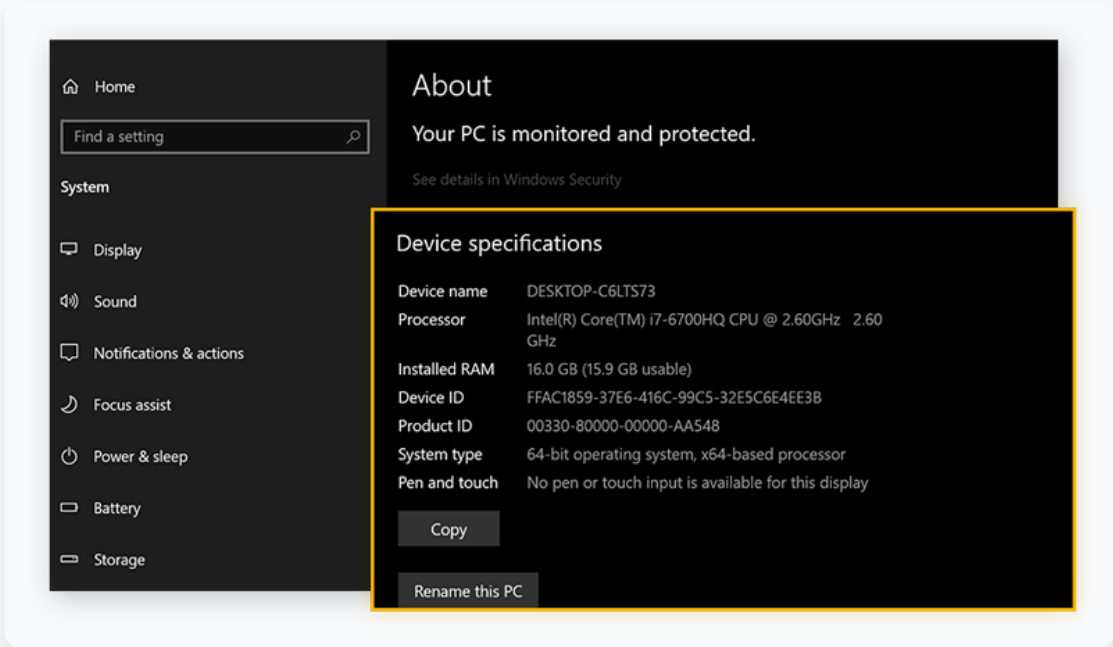 Home
Find a setting
System
Display
Sound
Notifications & actions
Focus assist
Power & sleep
Battery
Storage
About
Your PC is monitored and protected.
See details in Windows Security
Device specifications
Device name DESKTOP-C6LTS73
Processor Intel(R) Core(TM) i7-6700HQ CPU @ 2.60GHz 2.60
GHz
Installed RAM 16.0 GB (15.9 GB usable)
Device ID FFAC1859-37E6-416C-99C5-32E5C6E4EE3B
Product ID 00330-80000-00000-AA548
System type 64-bit operating system, x64-based processor
Pen and touch No pen or touch input is available for this display
Copy
Rename this PC